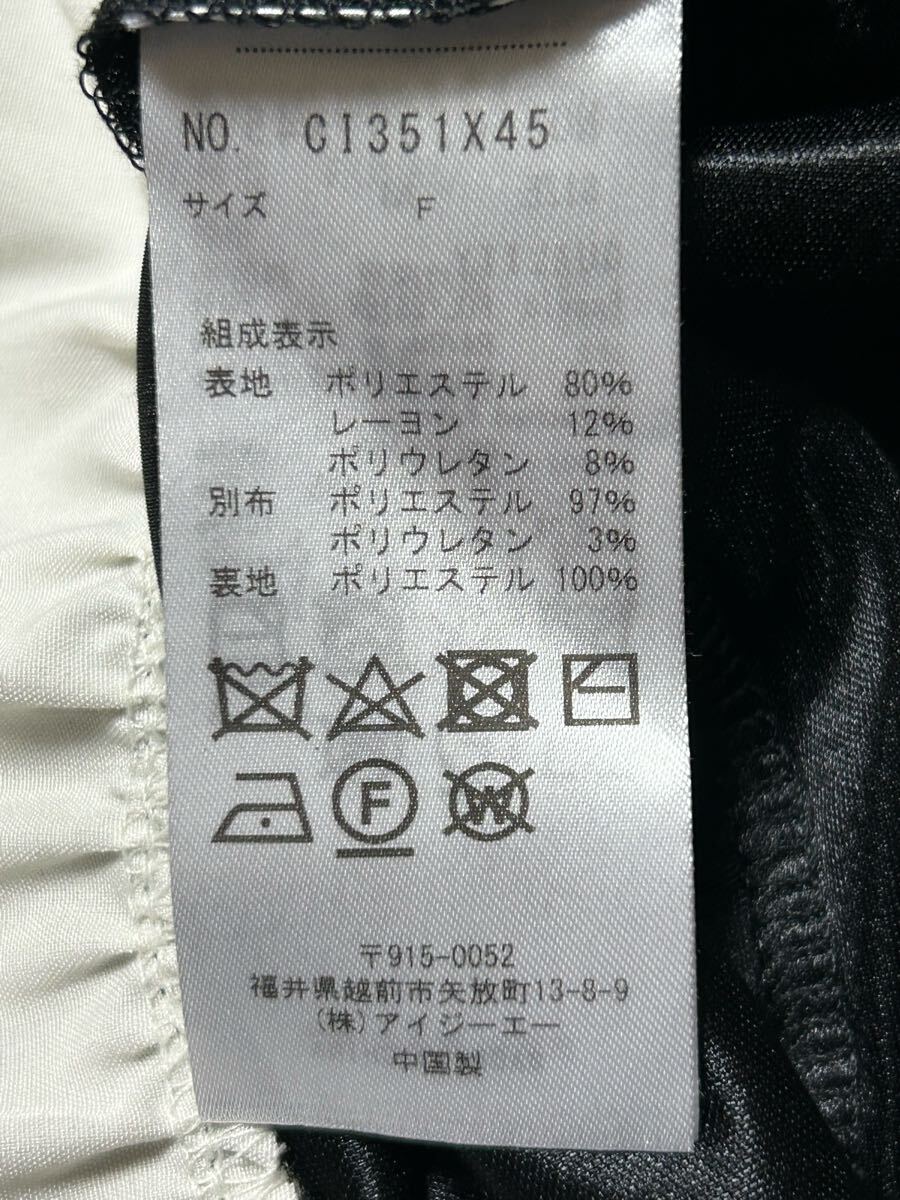 NO. CI351X45
サイズ F
組成表示
表地 ポリエステル 80%
レーヨン 12%
ポリウレタン 8%
別布 ポリエステル 97%
ポリウレタン 3%
裏地 ポリエステル 100%
F W
〒915-0052
福井県越前市矢放町13-8-9
(株)アイジーエー
中国製